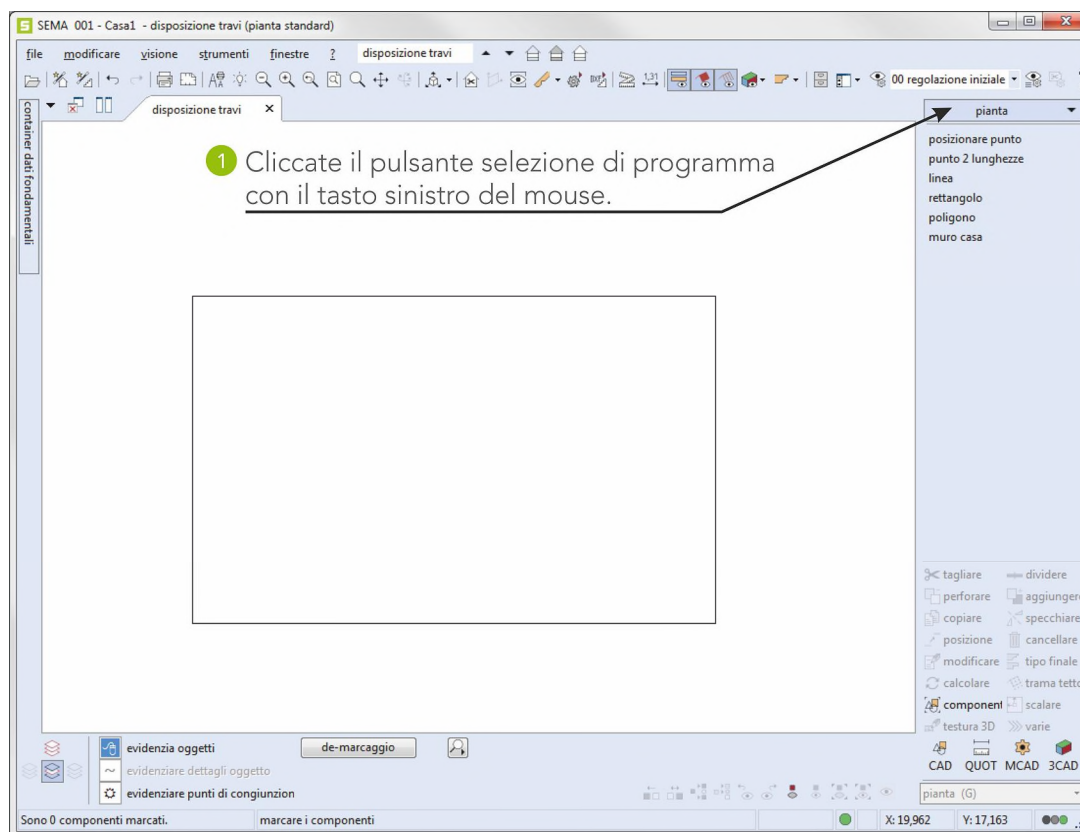 SEMA 001 - Casa1 - disposizione travi (pianta standard)
file modificare visione strumenti finestre ? disposizione travi
00 regolazione iniziale
container dati fondamentali
disposizione travi
pianta
1 Cliccate il pulsante selezione di programma
con il tasto sinistro del mouse.
posizionare punto
punto 2 lunghezze
linea
rettangolo
poligono
muro casa
tagliare dividere
perforare aggiungere
copiare specchiare
posizione cancellare
modificare tipo finale
calcolare trama tetto
component scalare
testura 3D varie
CAD QUOT MCAD 3CAD
pianta (G)
evidenzia oggetti de-marcaggio
evidenziare dettagli oggetto
evidenziare punti di congiunzion
Sono 0 componenti marcati. marcare i componenti X: 19,962 Y: 17,163